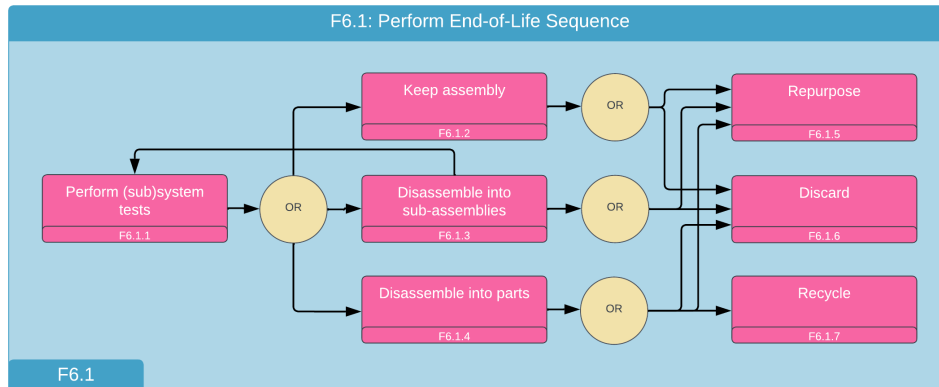 F6.1: Perform End-of-Life Sequence
Keep assembly
F6.1.2
OR
Repurpose
F6.1.5
Perform (sub)system
tests
F6.1.1
OR
Disassemble into
sub-assemblies
F6.1.3
OR
Discard
F6.1.6
Disassemble into parts
F6.1.4
OR
Recycle
F6.1.7
F6.1